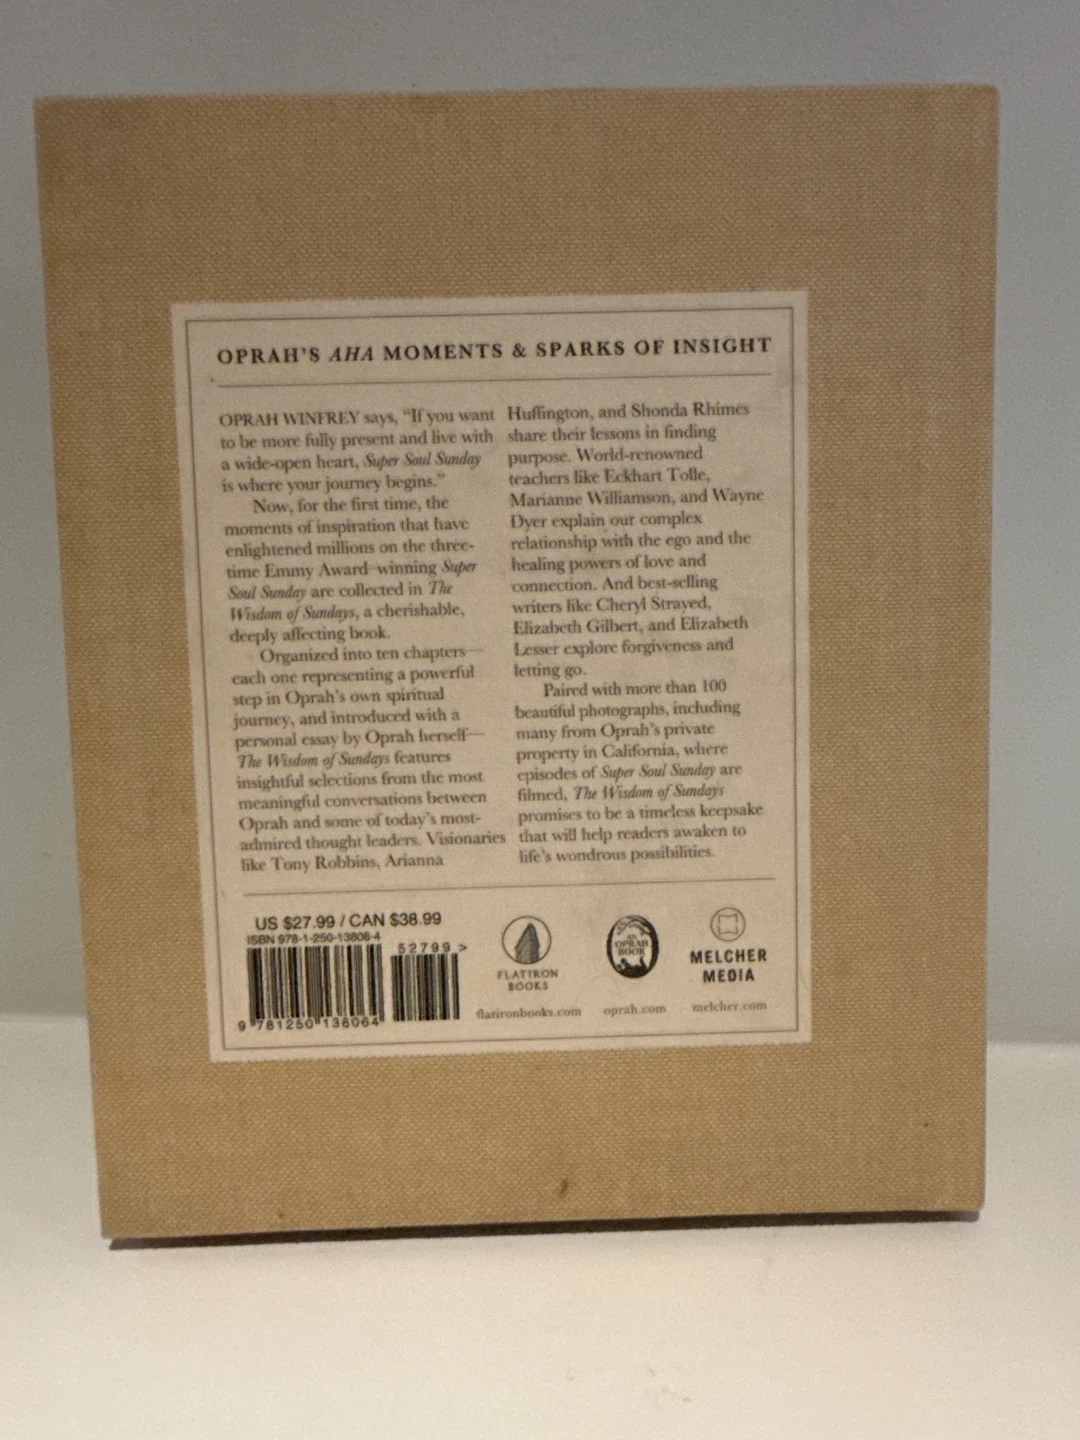 OPRAH'S AHA MOMENTS & SPARKS OF INSIGHT
OPRAH WINFREY says, "If you want
to be more fully present and live with
a wide-open heart, Super Soul Sunday
is where your journey begins."
Now, for the first time, the
moments of inspiration that have
enlightened millions on the three-
time Emmy Award–winning Super
Soul Sunday are collected in The
Wisdom of Sundays, a cherishable,
deeply affecting book.
Organized into ten chapters—
each one representing a powerful
step in Oprah's own spiritual
journey, and introduced with a
personal essay by Oprah herself—
The Wisdom of Sundays features
insightful selections from the most
meaningful conversations between
Oprah and some of today's most-
admired thought leaders. Visionaries
like Tony Robbins, Arianna
Huffington, and Shonda Rhimes
share their lessons in finding
purpose. World-renowned
teachers like Eckhart Tolle,
Marianne Williamson, and Wayne
Dyer explain our complex
relationship with the ego and the
healing powers of love and
connection. And best-selling
writers like Cheryl Strayed,
Elizabeth Gilbert, and Elizabeth
Lesser explore forgiveness and
letting go.
Paired with more than 100
beautiful photographs, including
many from Oprah's private
property in California, where
episodes of Super Soul Sunday are
filmed, The Wisdom of Sundays
promises to be a timeless keepsake
that will help readers awaken to
life's wondrous possibilities.
US $27.99 / CAN $38.99
ISBN 978-1-250-13806-4
52799 >
9 781250 138064
FLATIRON
BOOKS
flatironbooks.com
AN
OPRAH
BOOK
oprah.com
MELCHER
MEDIA
melcher.com